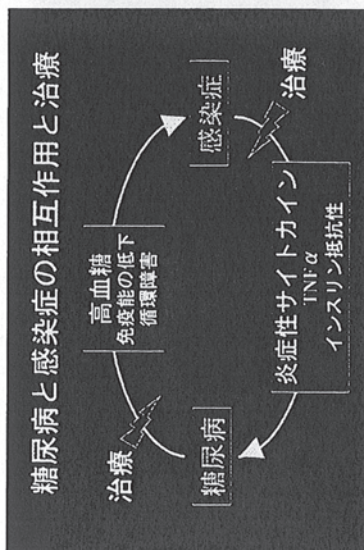 糖尿病と感染症の相互作用と治療
高血糖
免疫能の低下
循環障害
治療
糖尿病
感染症
治療
炎症性サイトカイン
TNFα
インスリン抵抗性